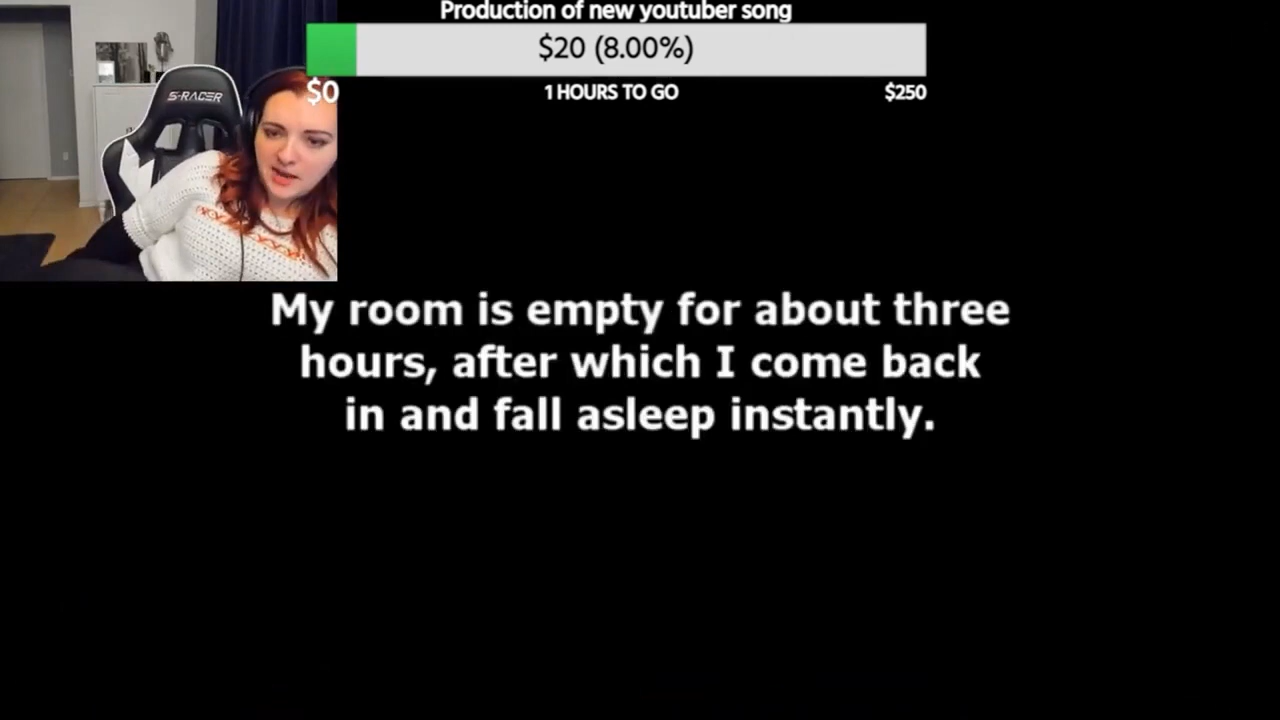 Production of new youtuber song
$20 (8.00%)
$0
1 HOURS TO GO
$250
S-RACER
My room is empty for about three
hours, after which I come back
in and fall asleep instantly.